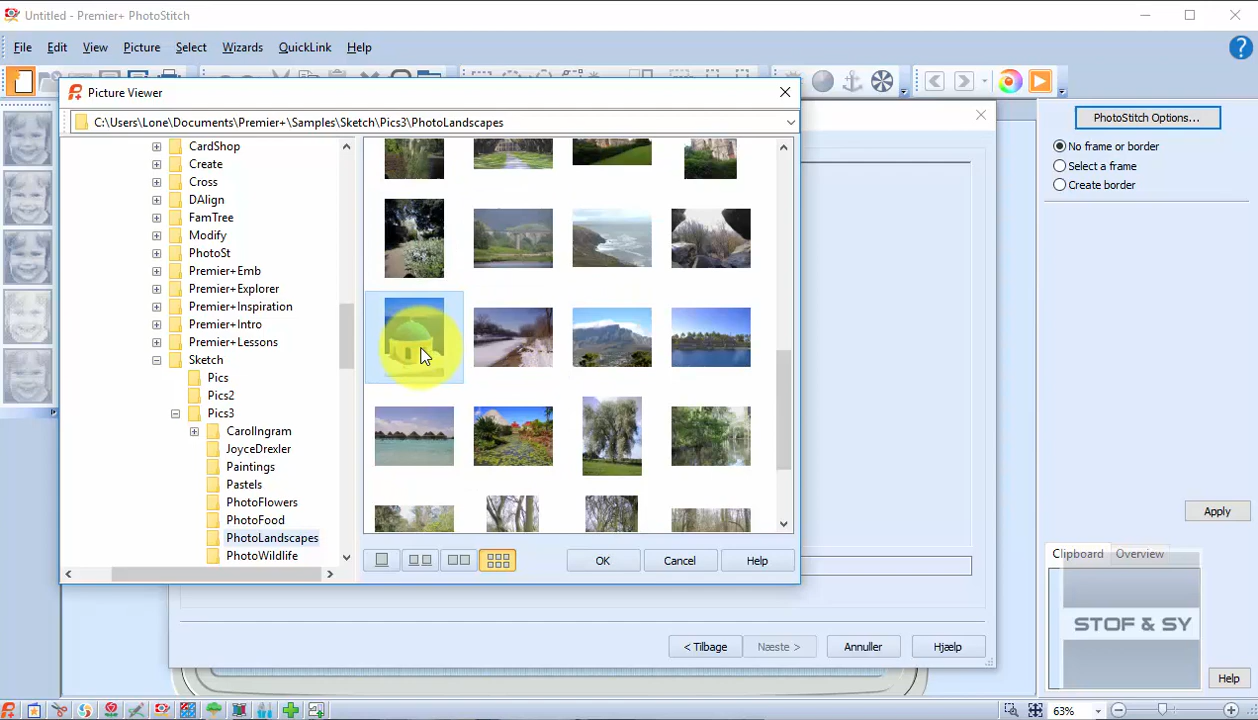 Untitled - Premier+ PhotoStitch
File Edit View Picture Select Wizards QuickLink Help
Picture Viewer
C:\Users\Lone\Documents\Premier+\Samples\Sketch\Pics3\PhotoLandscapes
CardShop
Create
Cross
DAlign
FamTree
Modify
PhotoSt
Premier+Emb
Premier+Explorer
Premier+Inspiration
Premier+Intro
Premier+Lessons
Sketch
Pics
Pics2
Pics3
CarolIngram
JoyceDrexler
Paintings
Pastels
PhotoFlowers
PhotoFood
PhotoLandscapes
PhotoWildlife
OK Cancel Help
< Tilbage Næste > Annuller Hjælp
PhotoStitch Options...
No frame or border
Select a frame
Create border
Apply
Clipboard Overview
STOF & SY
Help
63%